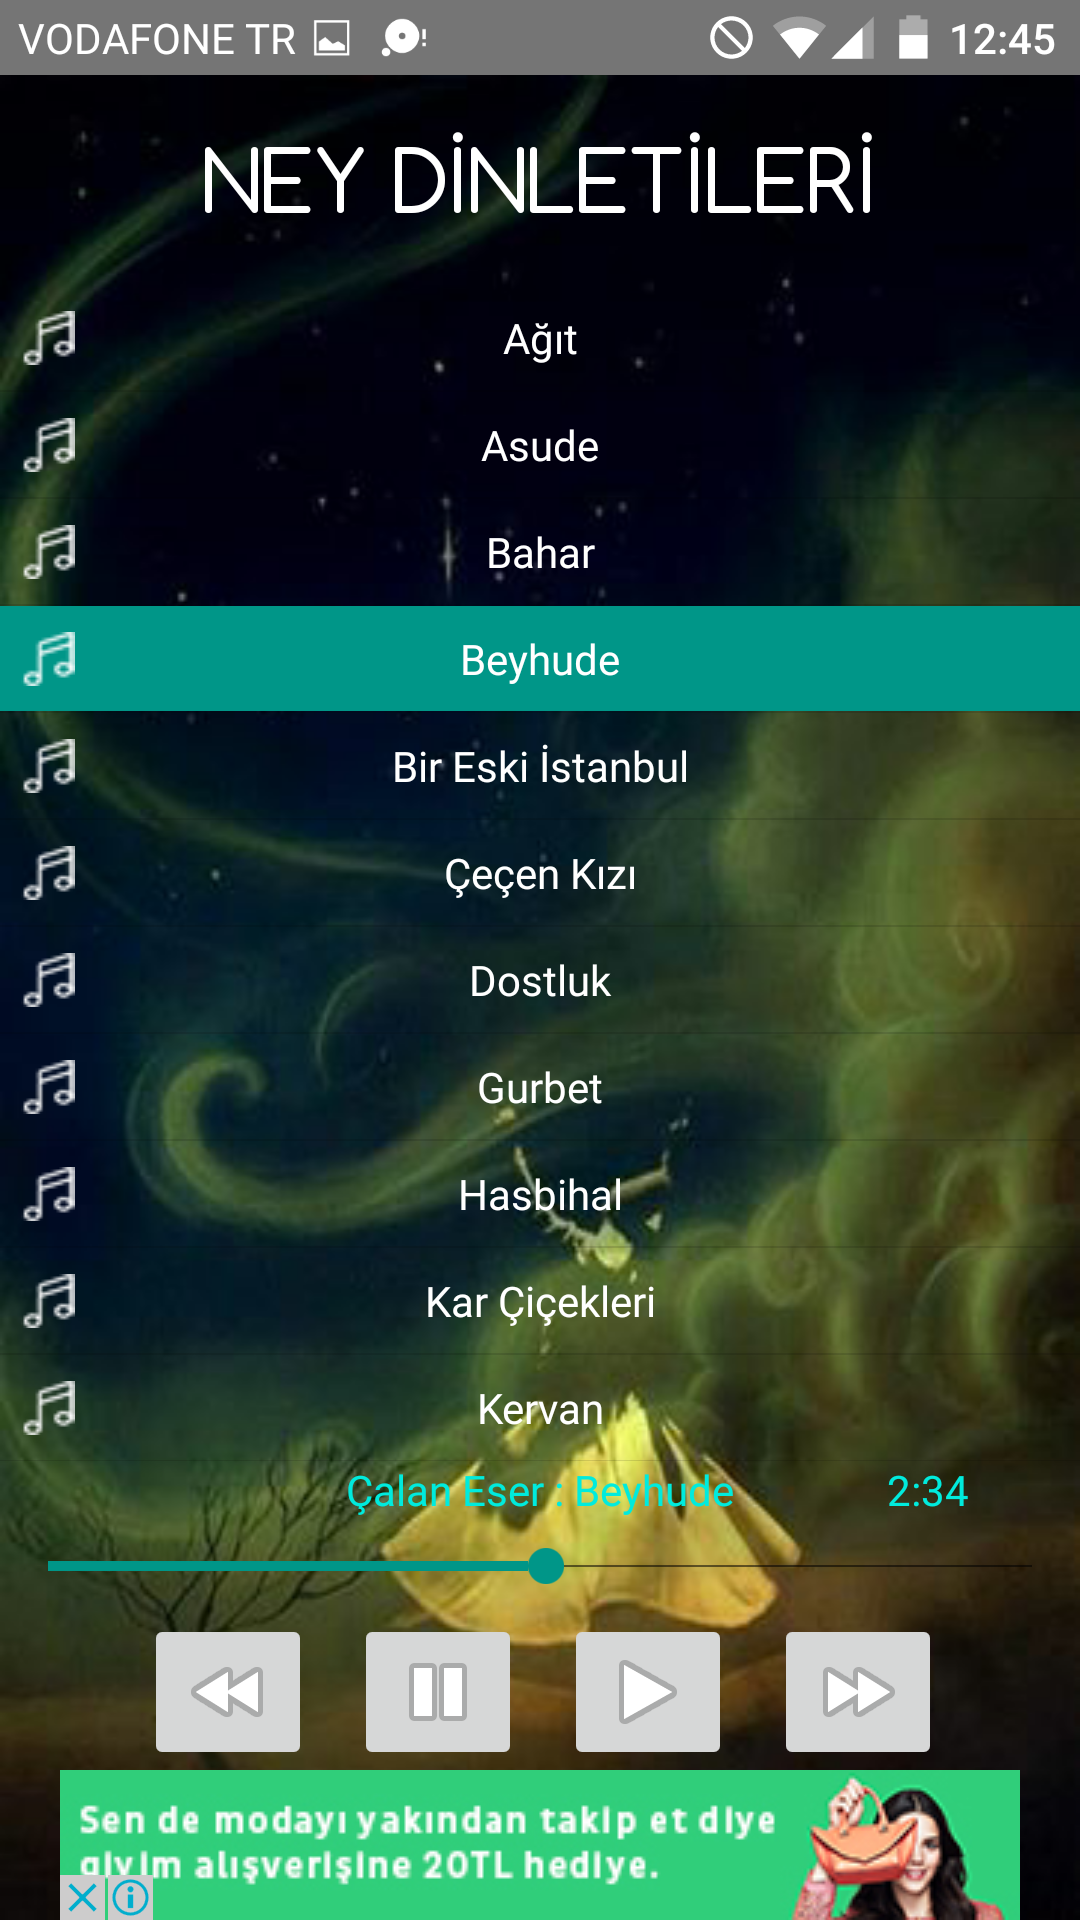 VODAFONE TR
12:45
NEY DİNLETİLERİ
Ağıt
Asude
Bahar
Beyhude
Bir Eski İstanbul
Çeçen Kızı
Dostluk
Gurbet
Hasbihal
Kar Çiçekleri
Kervan
Çalan Eser : Beyhude 2:34
Sen de modayı yakından takip et diye
giyim alışverişine 20TL hediye.